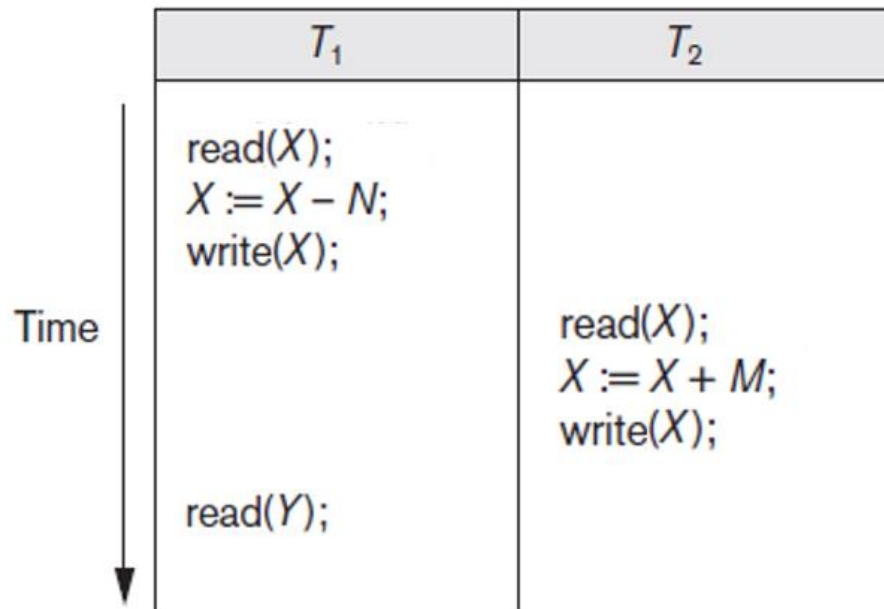 T₁ T₂
read(X);
X := X – N;
write(X);
Time
read(X);
X := X + M;
write(X);
read(Y);